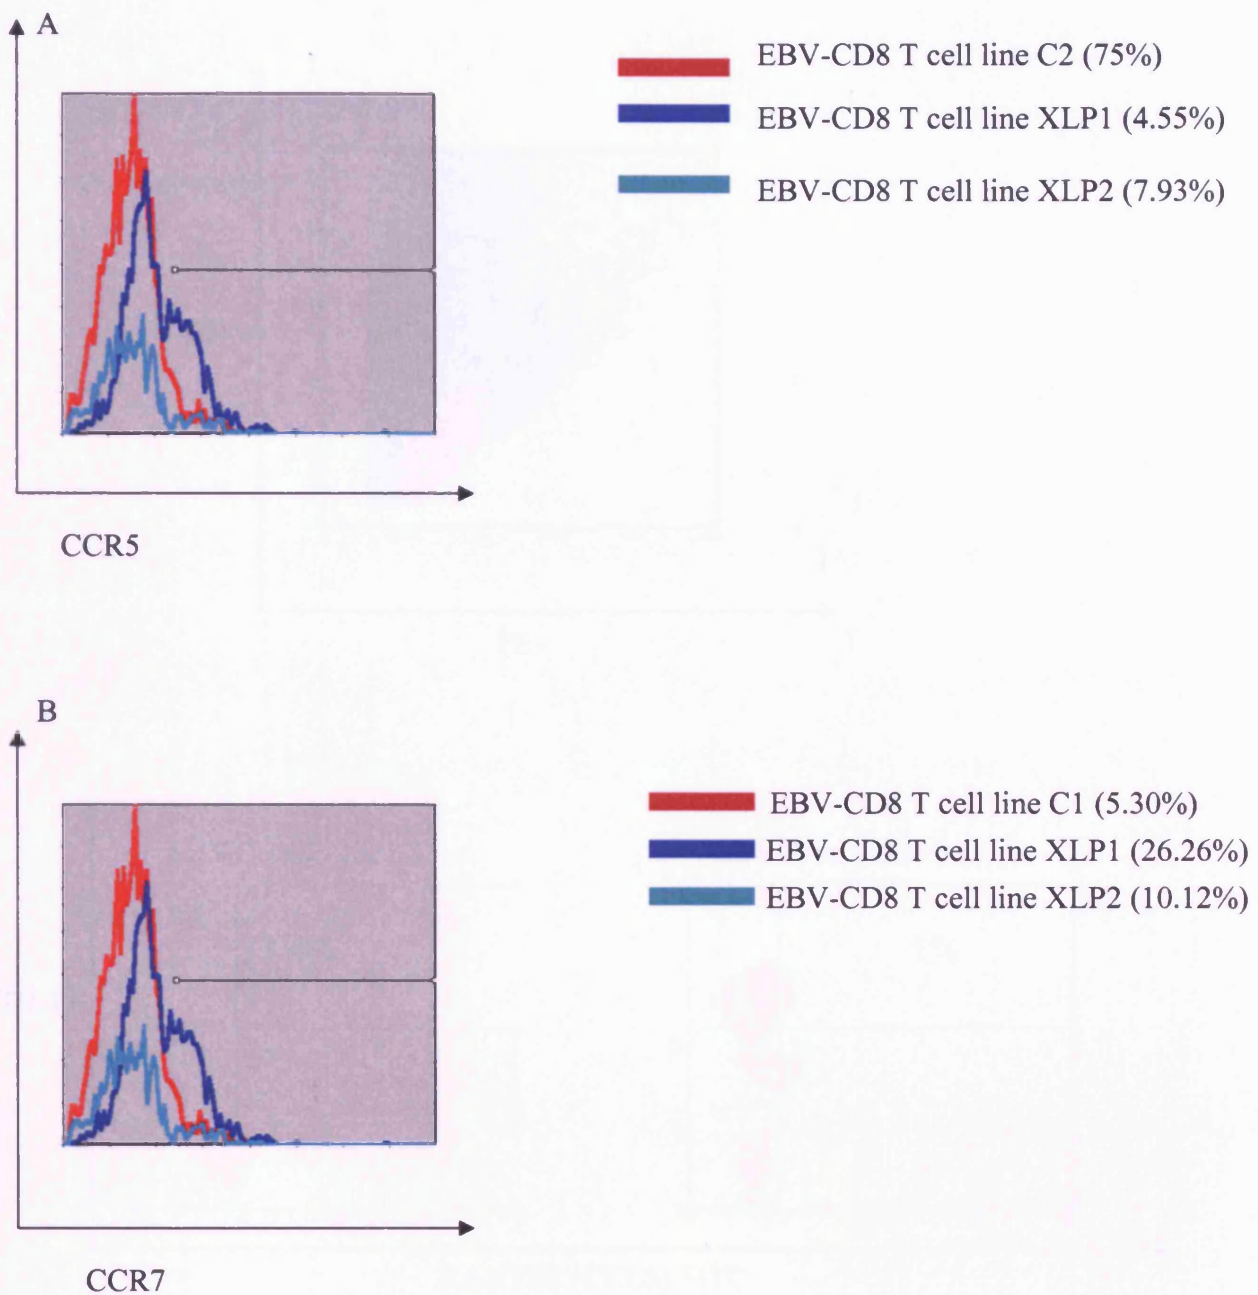 A
EBV-CD8 T cell line C2 (75%)
EBV-CD8 T cell line XLP1 (4.55%)
EBV-CD8 T cell line XLP2 (7.93%)
CCR5
B
EBV-CD8 T cell line C1 (5.30%)
EBV-CD8 T cell line XLP1 (26.26%)
EBV-CD8 T cell line XLP2 (10.12%)
CCR7